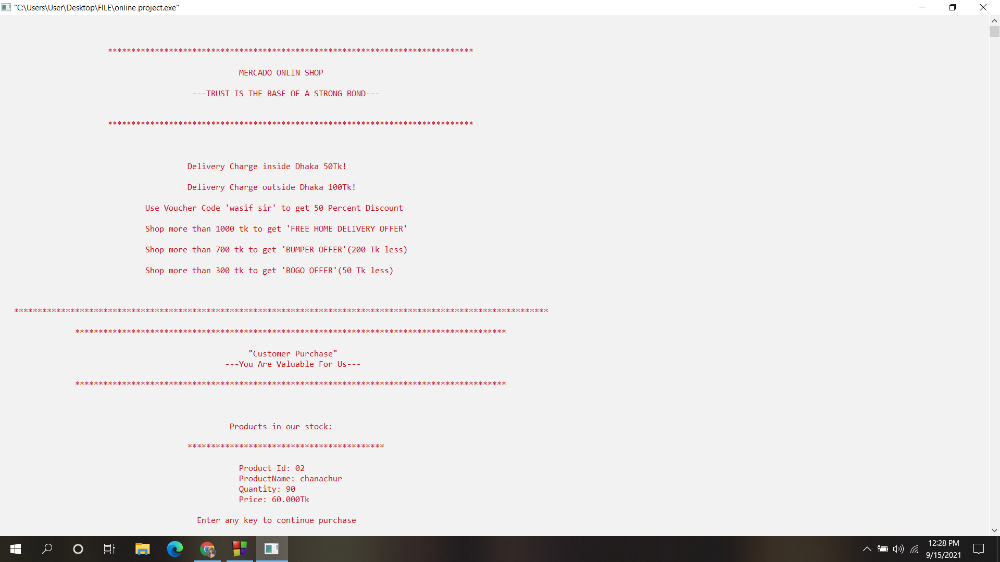 "C:\Users\User\Desktop\FILE\online project.exe"
******************************************************************************
MERCADO ONLIN SHOP
---TRUST IS THE BASE OF A STRONG BOND---
******************************************************************************
Delivery Charge inside Dhaka 50Tk!
Delivery Charge outside Dhaka 100Tk!
Use Voucher Code 'wasif sir' to get 50 Percent Discount
Shop more than 1000 tk to get 'FREE HOME DELIVERY OFFER'
Shop more than 700 tk to get 'BUMPER OFFER'(200 Tk less)
Shop more than 300 tk to get 'BOGO OFFER'(50 Tk less)
******************************************************************************************************************
********************************************************************************************
"Customer Purchase"
---You Are Valuable For Us---
********************************************************************************************
Products in our stock:
******************************************
Product Id: 02
ProductName: chanachur
Quantity: 90
Price: 60.000Tk
Enter any key to continue purchase
12:28 PM
9/15/2021